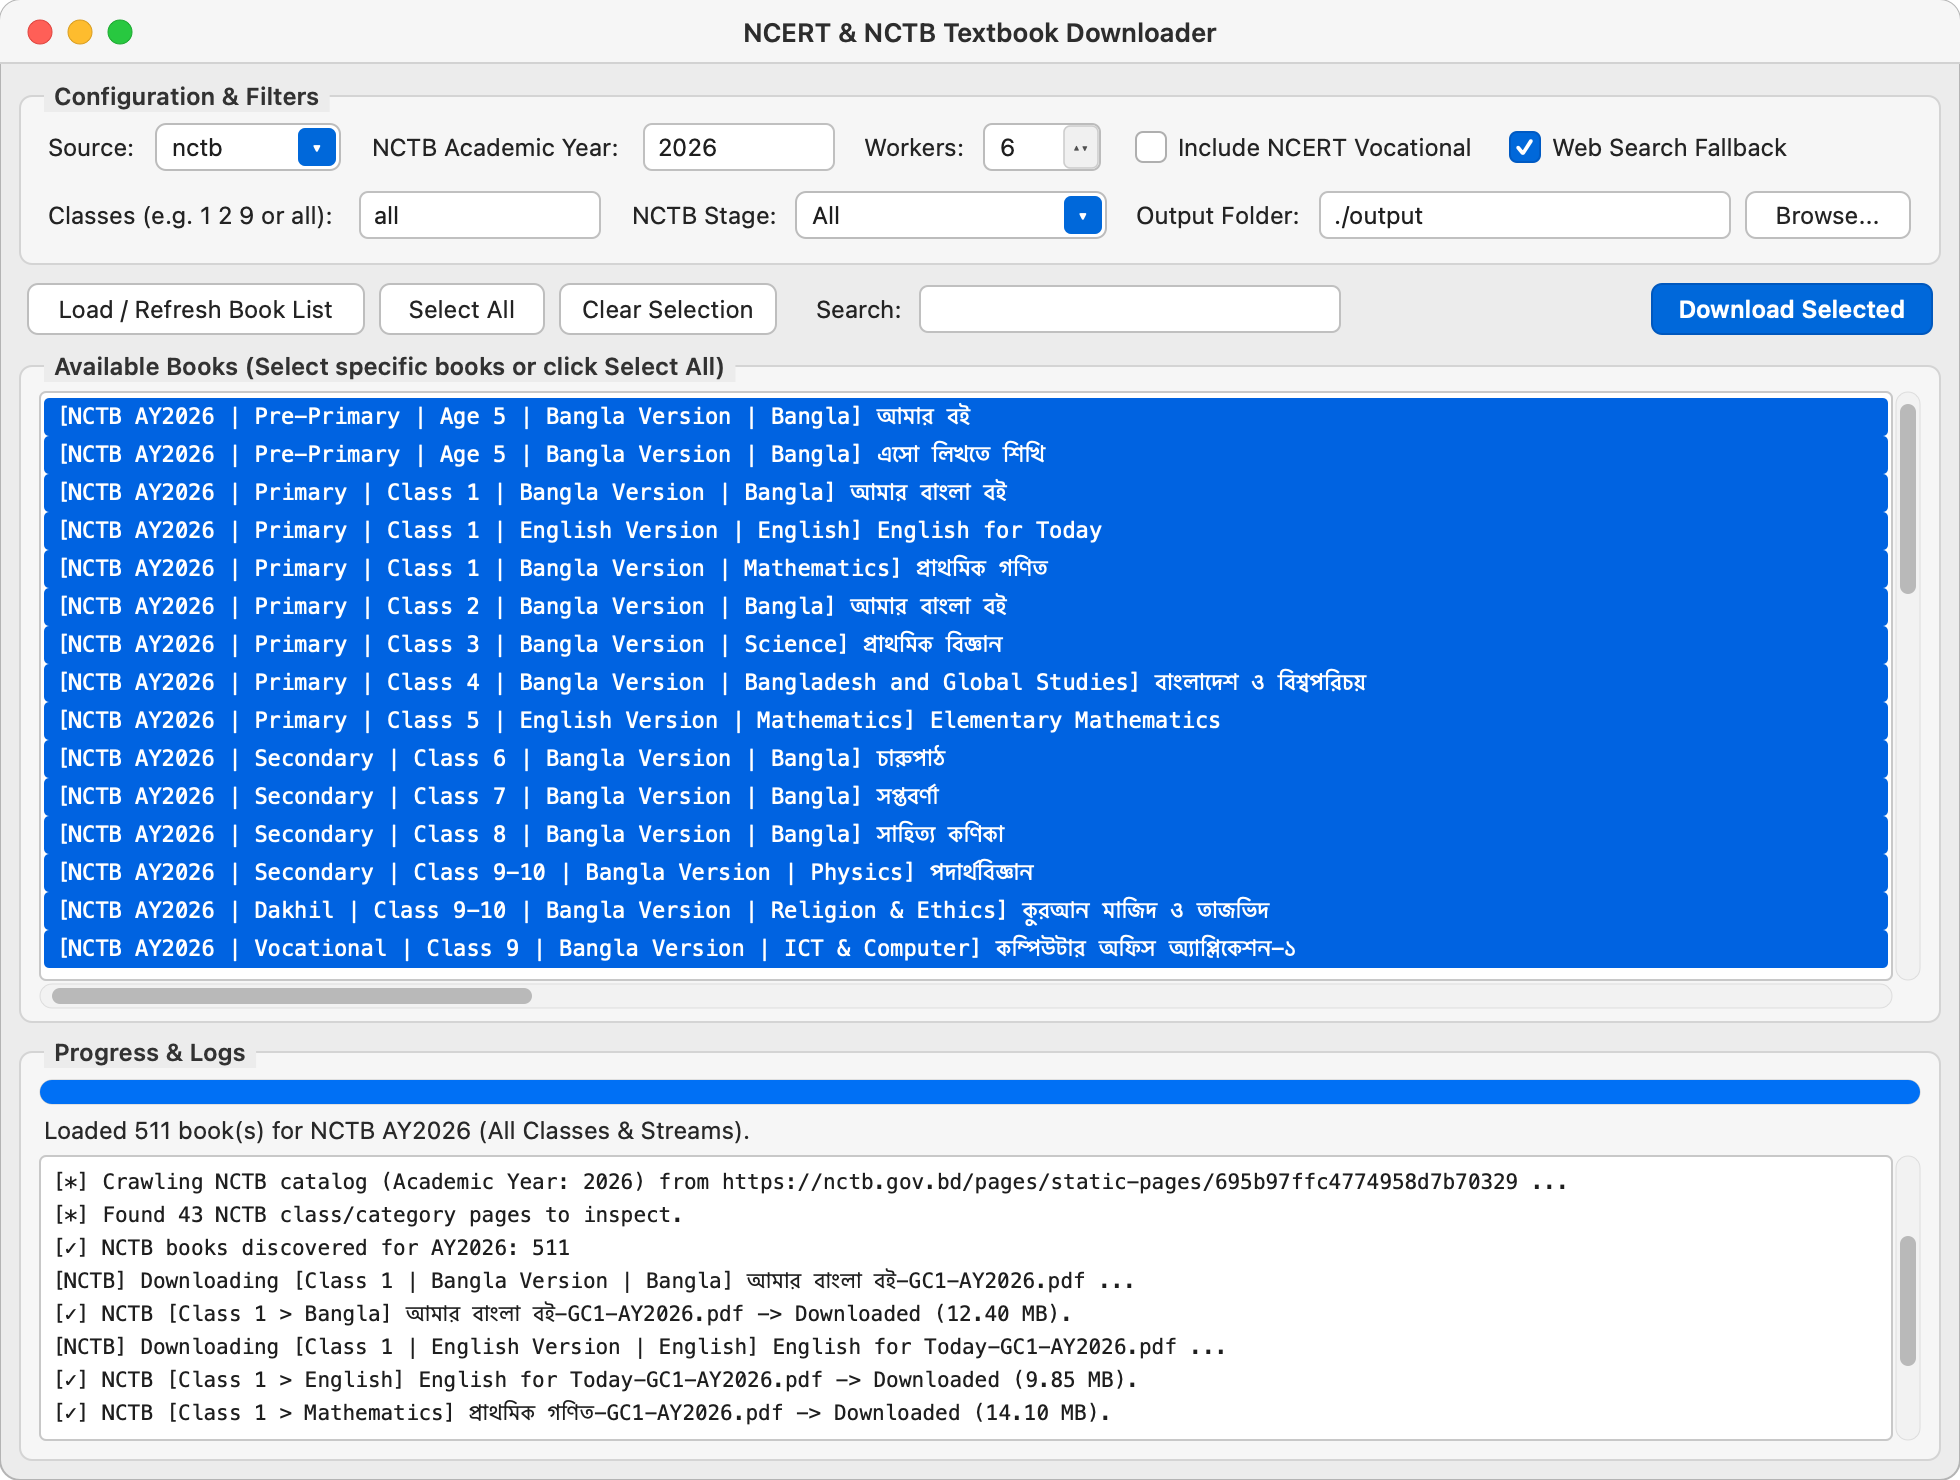 NCERT & NCTB Textbook Downloader
Configuration & Filters
Source: nctb NCTB Academic Year: 2026 Workers: 6 Include NCERT Vocational Web Search Fallback
Classes (e.g. 1 2 9 or all): all NCTB Stage: All Output Folder: ./output Browse...
Load / Refresh Book List Select All Clear Selection Search: Download Selected
Available Books (Select specific books or click Select All)
[NCTB AY2026 | Pre-Primary | Age 5 | Bangla Version | Bangla] আমার বই
[NCTB AY2026 | Pre-Primary | Age 5 | Bangla Version | Bangla] এসো লিখতে শিখি
[NCTB AY2026 | Primary | Class 1 | Bangla Version | Bangla] আমার বাংলা বই
[NCTB AY2026 | Primary | Class 1 | English Version | English] English for Today
[NCTB AY2026 | Primary | Class 1 | Bangla Version | Mathematics] প্রাথমিক গণিত
[NCTB AY2026 | Primary | Class 2 | Bangla Version | Bangla] আমার বাংলা বই
[NCTB AY2026 | Primary | Class 3 | Bangla Version | Science] প্রাথমিক বিজ্ঞান
[NCTB AY2026 | Primary | Class 4 | Bangla Version | Bangladesh and Global Studies] বাংলাদেশ ও বিশ্বপরিচয়
[NCTB AY2026 | Primary | Class 5 | English Version | Mathematics] Elementary Mathematics
[NCTB AY2026 | Secondary | Class 6 | Bangla Version | Bangla] চারুপাঠ
[NCTB AY2026 | Secondary | Class 7 | Bangla Version | Bangla] সপ্তবর্ণা
[NCTB AY2026 | Secondary | Class 8 | Bangla Version | Bangla] সাহিত্য কণিকা
[NCTB AY2026 | Secondary | Class 9-10 | Bangla Version | Physics] পদার্থবিজ্ঞান
[NCTB AY2026 | Dakhil | Class 9-10 | Bangla Version | Religion & Ethics] কুরআন মাজিদ ও তাজভিদ
[NCTB AY2026 | Vocational | Class 9 | Bangla Version | ICT & Computer] কম্পিউটার অফিস অ্যাপ্লিকেশন-১
Progress & Logs
Loaded 511 book(s) for NCTB AY2026 (All Classes & Streams).
[*] Crawling NCTB catalog (Academic Year: 2026) from https://nctb.gov.bd/pages/static-pages/695b97ffc4774958d7b70329 ...
[*] Found 43 NCTB class/category pages to inspect.
[✓] NCTB books discovered for AY2026: 511
[NCTB] Downloading [Class 1 | Bangla Version | Bangla] আমার বাংলা বই-GC1-AY2026.pdf ...
[✓] NCTB [Class 1 > Bangla] আমার বাংলা বই-GC1-AY2026.pdf -> Downloaded (12.40 MB).
[NCTB] Downloading [Class 1 | English Version | English] English for Today-GC1-AY2026.pdf ...
[✓] NCTB [Class 1 > English] English for Today-GC1-AY2026.pdf -> Downloaded (9.85 MB).
[✓] NCTB [Class 1 > Mathematics] প্রাথমিক গণিত-GC1-AY2026.pdf -> Downloaded (14.10 MB).